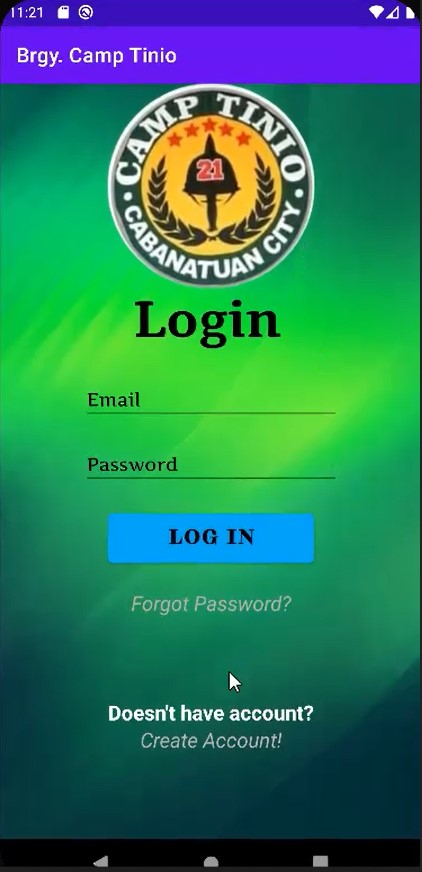 11:21
Brgy. Camp Tinio
CAMP TINIO
21
CABANATUAN CITY
Login
Email
Password
LOG IN
Forgot Password?
Doesn't have account?
Create Account!